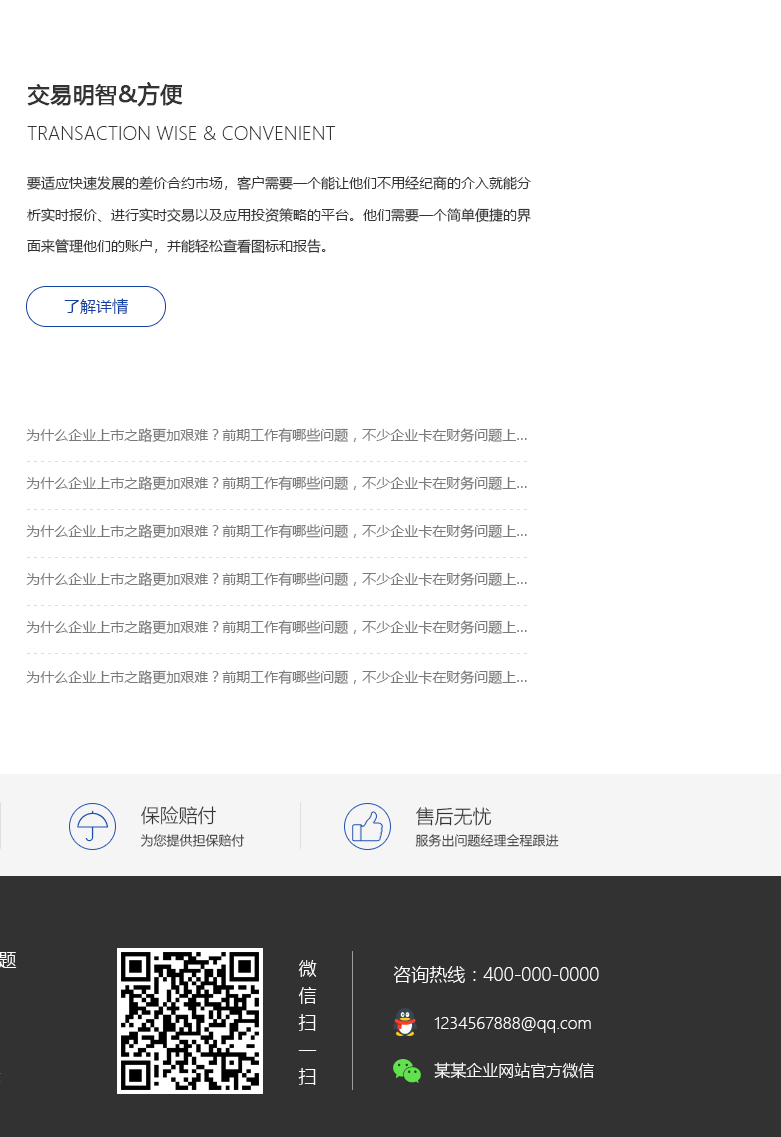 交易明智&方便
TRANSACTION WISE & CONVENIENT
要适应快速发展的差价合约市场，客户需要一个能让他们不用经纪商的介入就能分
析实时报价、进行实时交易以及应用投资策略的平台。他们需要一个简单便捷的界
面来管理他们的账户，并能轻松查看图标和报告。
了解详情
为什么企业上市之路更加艰难？前期工作有哪些问题，不少企业卡在财务问题上...
为什么企业上市之路更加艰难？前期工作有哪些问题，不少企业卡在财务问题上...
为什么企业上市之路更加艰难？前期工作有哪些问题，不少企业卡在财务问题上...
为什么企业上市之路更加艰难？前期工作有哪些问题，不少企业卡在财务问题上...
为什么企业上市之路更加艰难？前期工作有哪些问题，不少企业卡在财务问题上...
为什么企业上市之路更加艰难？前期工作有哪些问题，不少企业卡在财务问题上...
保险赔付
为您提供担保赔付
售后无忧
服务出问题经理全程跟进
题
微
信
扫
一
扫
咨询热线：400-000-0000
1234567888@qq.com
某某企业网站官方微信